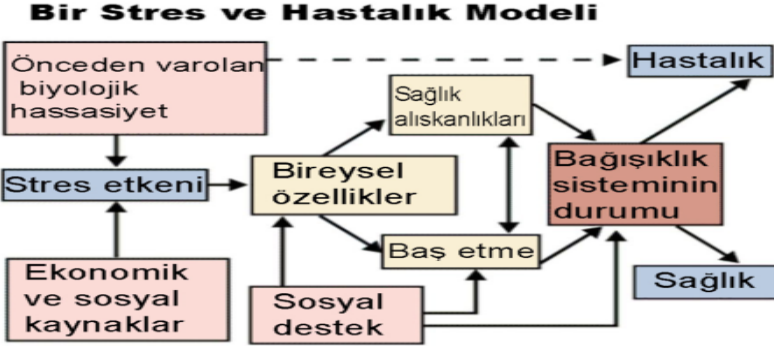 Bir Stres ve Hastalık Modeli
Önceden varolan
biyolojik
hassasiyet
Hastalık
Sağlık
alıskanlıkları
Stres etkeni
Bireysel
özellikler
Bağışıklık
sisteminin
durumu
Baş etme
Ekonomik
ve sosyal
kaynaklar
Sosyal
destek
Sağlık